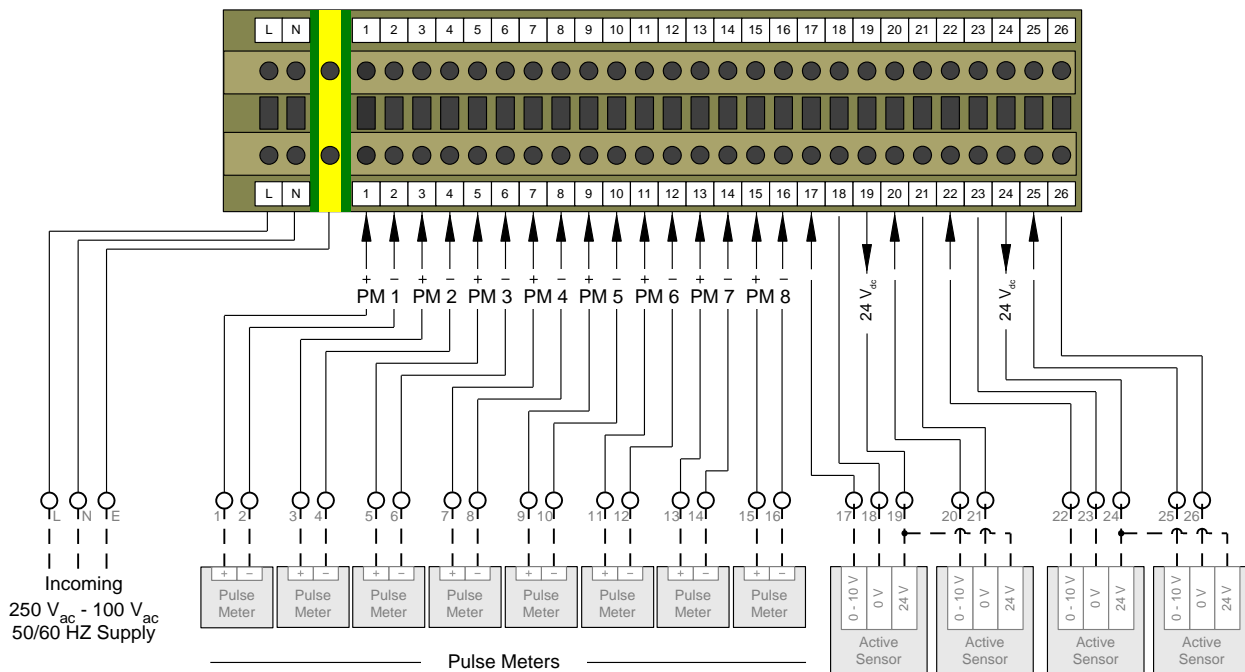 L N 1 2 3 4 5 6 7 8 9 10 11 12 13 14 15 16 17 18 19 20 21 22 23 24 25 26
L N 1 2 3 4 5 6 7 8 9 10 11 12 13 14 15 16 17 18 19 20 21 22 23 24 25 26
+ − + − + − + − + − + − + − + −
PM 1 PM 2 PM 3 PM 4 PM 5 PM 6 PM 7 PM 8
24 Vdc
24 Vdc
L N E 1 2 3 4 5 6 7 8 9 10 11 12 13 14 15 16 17 18 19 20 21 22 23 24 25 26
Incoming
250 Vac - 100 Vac
50/60 HZ Supply
+ −
Pulse
Meter
+ −
Pulse
Meter
+ −
Pulse
Meter
+ −
Pulse
Meter
+ −
Pulse
Meter
+ −
Pulse
Meter
+ −
Pulse
Meter
+ −
Pulse
Meter
0 - 10 V
0 V
24 V
Active
Sensor
0 - 10 V
0 V
24 V
Active
Sensor
0 - 10 V
0 V
24 V
Active
Sensor
0 - 10 V
0 V
24 V
Active
Sensor
Pulse Meters